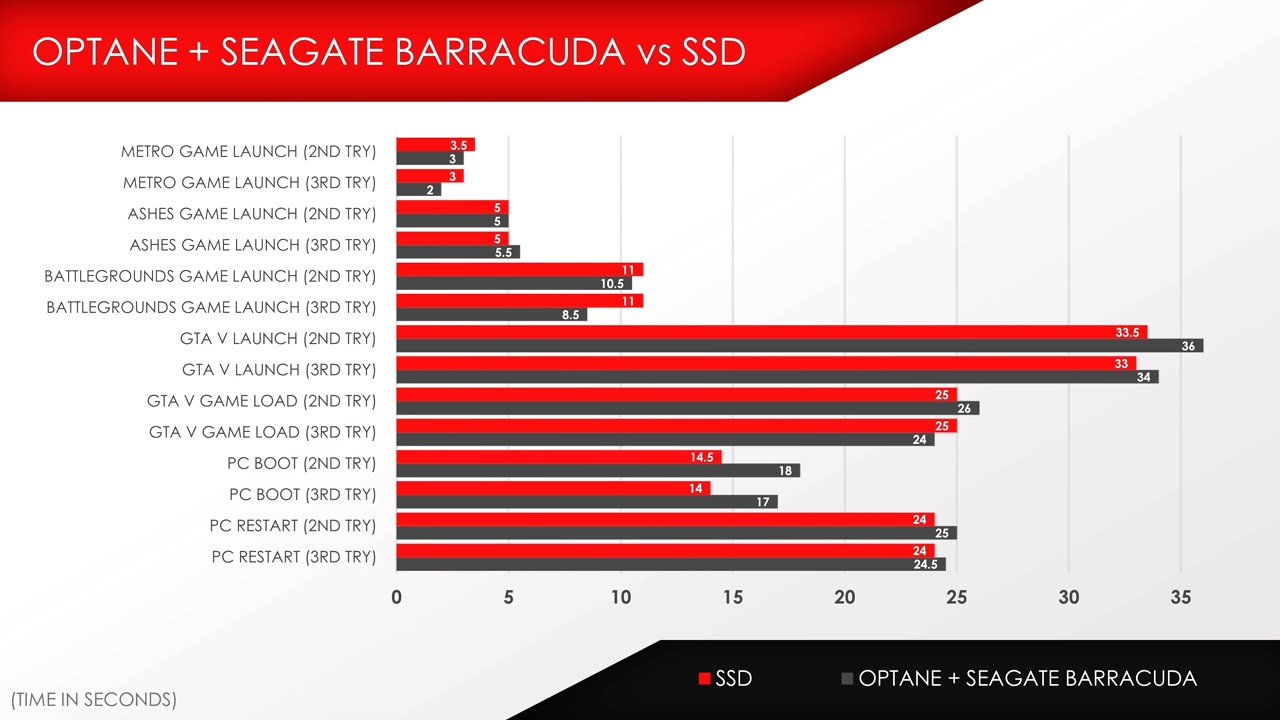 OPTANE + SEAGATE BARRACUDA vs SSD
METRO GAME LAUNCH (2ND TRY)
3.5
3
METRO GAME LAUNCH (3RD TRY)
3
2
ASHES GAME LAUNCH (2ND TRY)
5
5
ASHES GAME LAUNCH (3RD TRY)
5
5.5
BATTLEGROUNDS GAME LAUNCH (2ND TRY)
11
10.5
BATTLEGROUNDS GAME LAUNCH (3RD TRY)
11
8.5
GTA V LAUNCH (2ND TRY)
33.5
36
GTA V LAUNCH (3RD TRY)
33
34
GTA V GAME LOAD (2ND TRY)
25
26
GTA V GAME LOAD (3RD TRY)
25
24
PC BOOT (2ND TRY)
14.5
18
PC BOOT (3RD TRY)
14
17
PC RESTART (2ND TRY)
24
25
PC RESTART (3RD TRY)
24
24.5
0 5 10 15 20 25 30 35
SSD OPTANE + SEAGATE BARRACUDA
(TIME IN SECONDS)